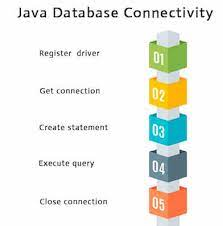 Java Database Connectivity
Register driver
01
Get connection
02
Create statement
03
Execute query
04
Close connection
05